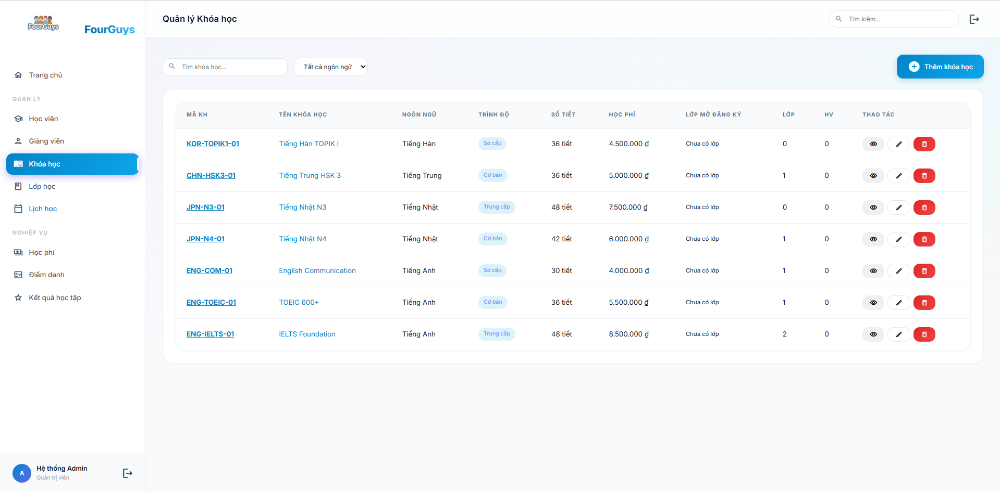 FourGuys
FourGuys
Quản lý Khóa học
Tìm kiếm...
Trang chủ
QUẢN LÝ
Học viên
Giảng viên
Khóa học
Lớp học
Lịch học
NGHIỆP VỤ
Học phí
Điểm danh
Kết quả học tập
A
Hệ thống Admin
Quản trị viên
Tìm khóa học...
Tất cả ngôn ngữ
Thêm khóa học
MÃ KH TÊN KHÓA HỌC NGÔN NGỮ TRÌNH ĐỘ SỐ TIẾT HỌC PHÍ LỚP MỞ ĐĂNG KÝ LỚP HV THAO TÁC
KOR-TOPIK1-01 Tiếng Hàn TOPIK I Tiếng Hàn Sơ cấp 36 tiết 4.500.000 ₫ Chưa có lớp 0 0
CHN-HSK3-01 Tiếng Trung HSK 3 Tiếng Trung Cơ bản 36 tiết 5.000.000 ₫ Chưa có lớp 1 0
JPN-N3-01 Tiếng Nhật N3 Tiếng Nhật Trung cấp 48 tiết 7.500.000 ₫ Chưa có lớp 0 0
JPN-N4-01 Tiếng Nhật N4 Tiếng Nhật Cơ bản 42 tiết 6.000.000 ₫ Chưa có lớp 1 0
ENG-COM-01 English Communication Tiếng Anh Sơ cấp 30 tiết 4.000.000 ₫ Chưa có lớp 1 0
ENG-TOEIC-01 TOEIC 600+ Tiếng Anh Cơ bản 36 tiết 5.500.000 ₫ Chưa có lớp 1 0
ENG-IELTS-01 IELTS Foundation Tiếng Anh Trung cấp 48 tiết 8.500.000 ₫ Chưa có lớp 2 0